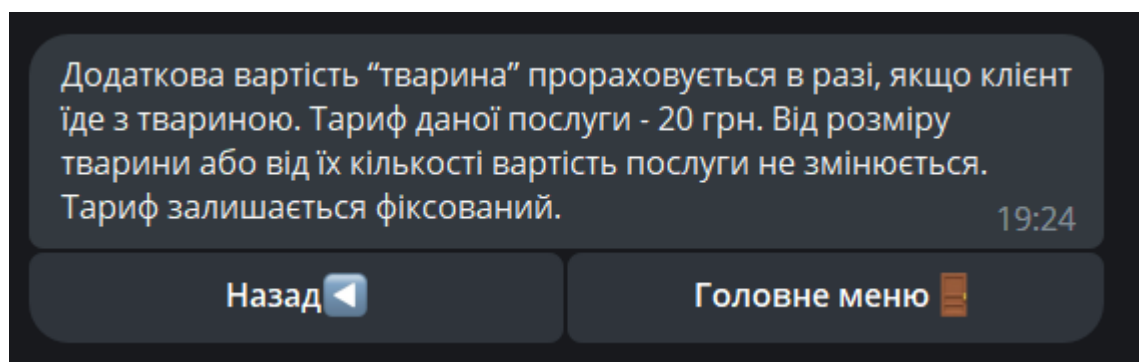 Додаткова вартість “тварина” прораховується в разі, якщо клієнт
їде з твариною. Тариф даної послуги - 20 грн. Від розміру
тварини або від їх кількості вартість послуги не змінюється.
Тариф залишається фіксований.
19:24
Назад◀️
Головне меню🚪